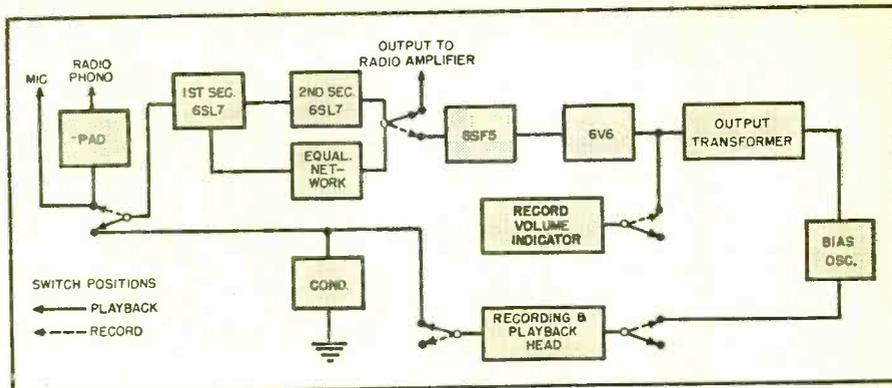 OUTPUT TO
RADIO AMPLIFIER
MIC
RADIO
PHONO
PAD
1ST SEC.
6SL7
2ND SEC.
6SL7
EQUAL.
NET-
WORK
6SF5
6V6
OUTPUT
TRANSFORMER
RECORD
VOLUME
INDICATOR
BIAS
OSC.
SWITCH POSITIONS
PLAYBACK
RECORD
COND.
RECORDING &
PLAYBACK
HEAD